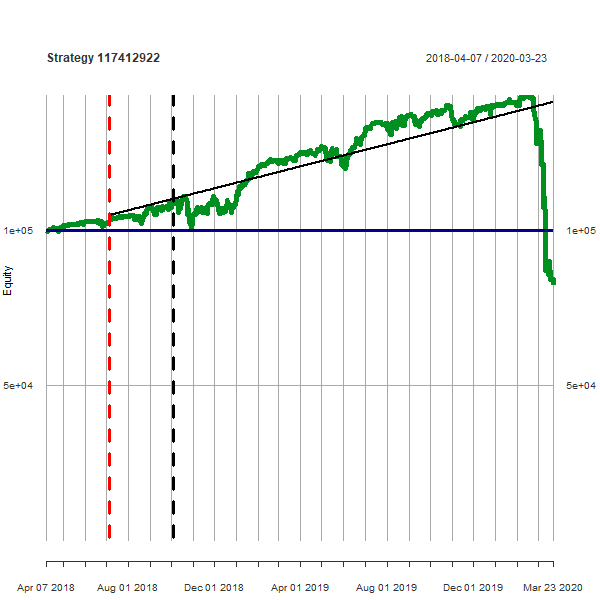 Strategy 117412922
2018-04-07 / 2020-03-23
1e+05
1e+05
Equity
5e+04
5e+04
Apr 07 2018
Aug 01 2018
Dec 01 2018
Apr 01 2019
Aug 01 2019
Dec 01 2019
Mar 23 2020